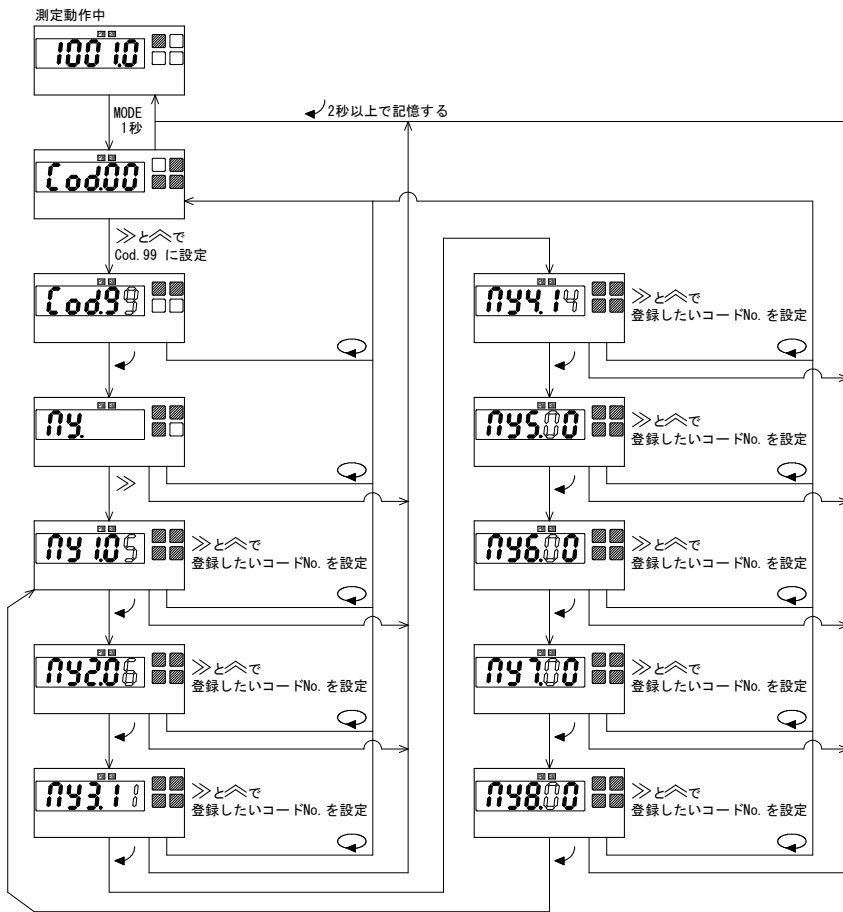 測定動作中
1001.0
MODE
1秒
2秒以上で記憶する
Cod.00
≫と︽で
Cod.99 に設定
Cod.99
My.
≫
My1.05
≫と︽で
登録したいコードNo. を設定
My2.06
≫と︽で
登録したいコードNo. を設定
My3.11
≫と︽で
登録したいコードNo. を設定
My4.14
≫と︽で
登録したいコードNo. を設定
My5.00
≫と︽で
登録したいコードNo. を設定
My6.00
≫と︽で
登録したいコードNo. を設定
My7.00
≫と︽で
登録したいコードNo. を設定
My8.00
≫と︽で
登録したいコードNo. を設定